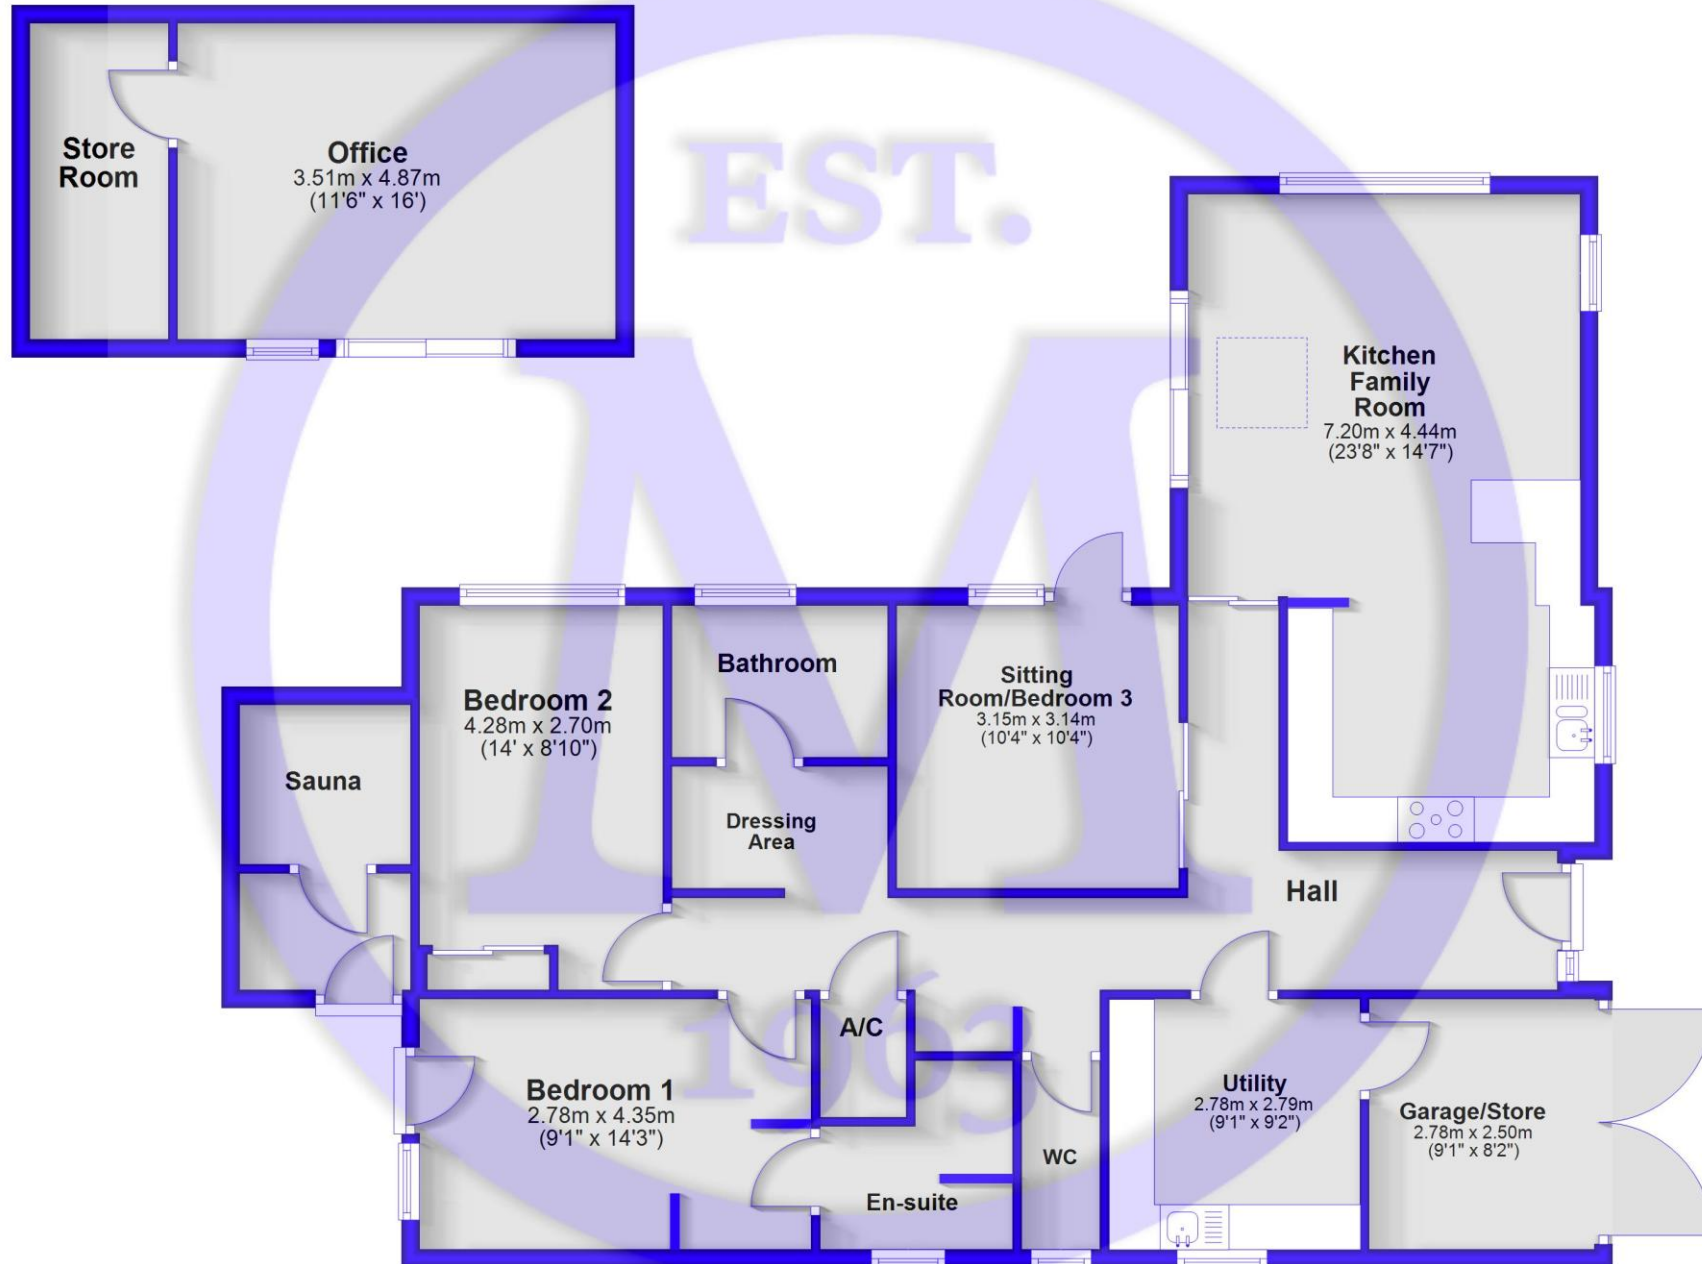 Store
Room
Office
3.51m x 4.87m
(11'6" x 16')
EST.
M
1963
Kitchen
Family
Room
7.20m x 4.44m
(23'8" x 14'7")
Bathroom
Bedroom 2
4.28m x 2.70m
(14' x 8'10")
Sitting
Room/Bedroom 3
3.15m x 3.14m
(10'4" x 10'4")
Sauna
Dressing
Area
Hall
A/C
Bedroom 1
2.78m x 4.35m
(9'1" x 14'3")
Utility
2.78m x 2.79m
(9'1" x 9'2")
Garage/Store
2.78m x 2.50m
(9'1" x 8'2")
WC
En-suite